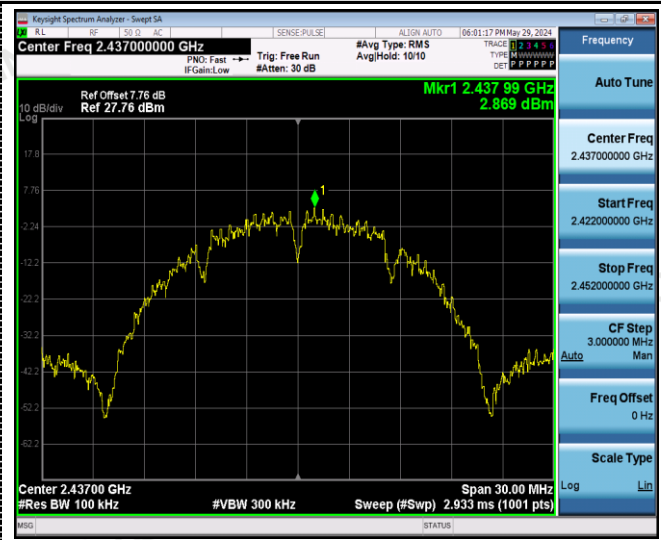 Keysight Spectrum Analyzer - Swept SA
RL RF 50 Ω AC SENSE:PULSE ALIGN AUTO 06:01:17 PM May 29, 2024
Center Freq 2.437000000 GHz
PNO: Fast
IFGain:Low
Trig: Free Run
#Atten: 30 dB
#Avg Type: RMS
Avg|Hold: 10/10
TRACE 1 2 3 4 5 6
TYPE M W W W W W
DET P P P P P P
Ref Offset 7.76 dB
Ref 27.76 dBm
10 dB/div
Log
Mkr1 2.437 99 GHz
2.869 dBm
17.8
7.76
-2.24
-12.2
-22.2
-32.2
-42.2
-52.2
-62.2
1
Center 2.43700 GHz
#Res BW 100 kHz
#VBW 300 kHz
Span 30.00 MHz
Sweep (#Swp) 2.933 ms (1001 pts)
MSG
STATUS
Frequency
Auto Tune
Center Freq
2.437000000 GHz
Start Freq
2.422000000 GHz
Stop Freq
2.452000000 GHz
CF Step
3.000000 MHz
Auto Man
Freq Offset
0 Hz
Scale Type
Log Lin